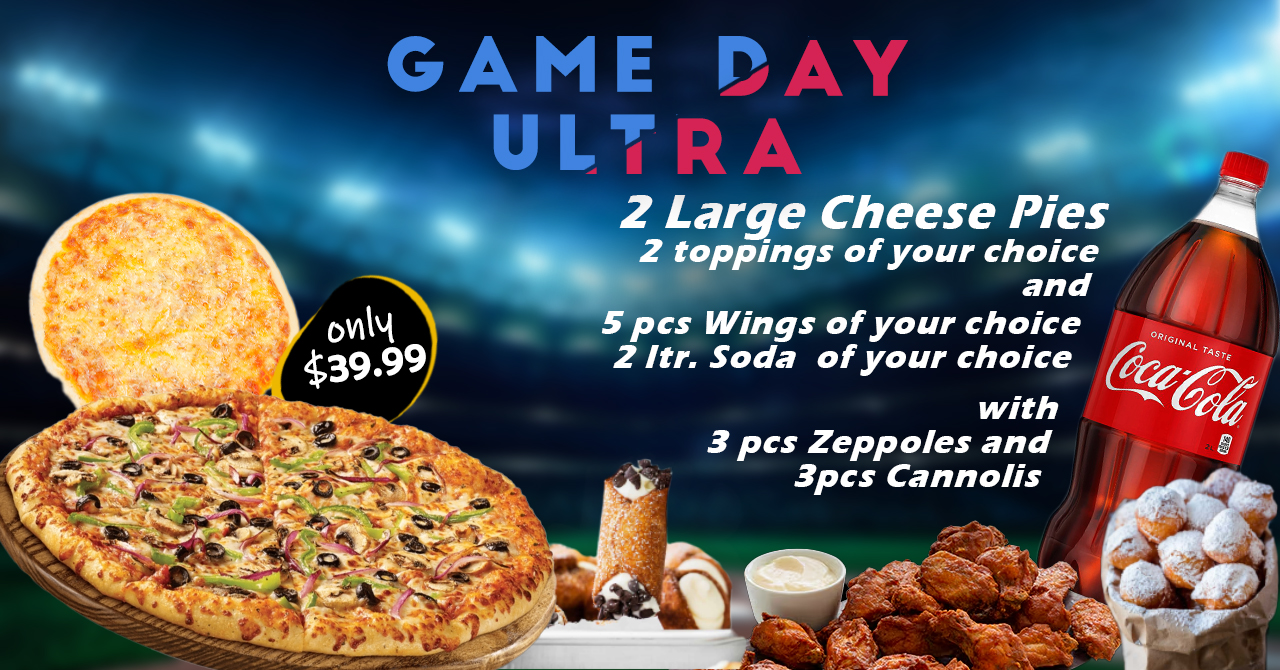 GAME DAY
ULTRA
2 Large Cheese Pies
2 toppings of your choice
and
5 pcs Wings of your choice
2 ltr. Soda of your choice
with
3 pcs Zeppoles and
3pcs Cannolis
only
$39.99
ORIGINAL TASTE
Coca-Cola